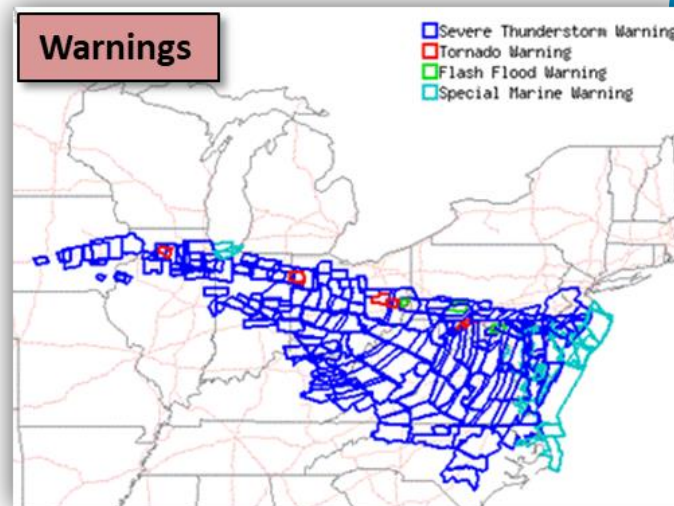 Warnings
Severe Thunderstorm Warning
Tornado Warning
Flash Flood Warning
Special Marine Warning